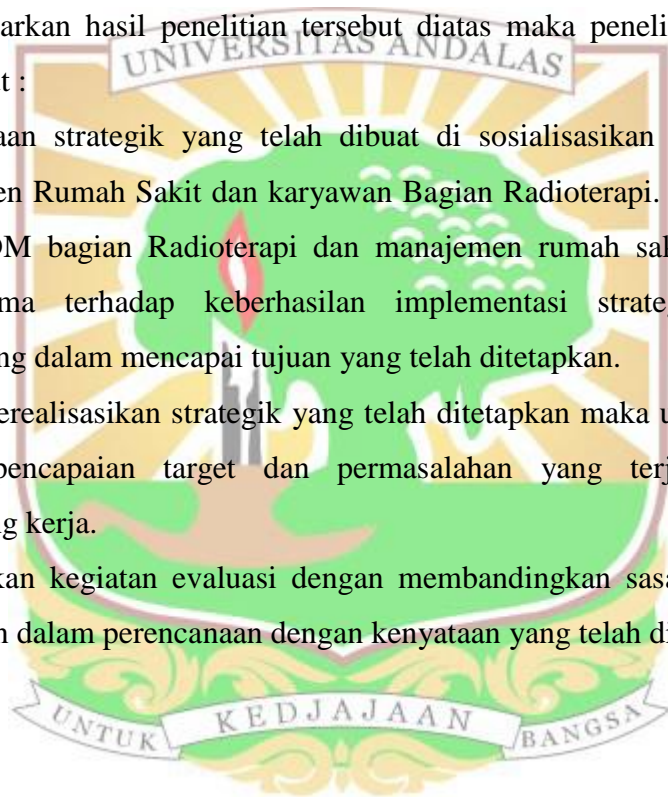 arkan hasil penelitian tersebut diatas maka peneli
UNIVERSITAS ANDALAS
t :
aan strategik yang telah dibuat di sosialisasikan
en Rumah Sakit dan karyawan Bagian Radioterapi.
DM bagian Radioterapi dan manajemen rumah sak
ma terhadap keberhasilan implementasi strateg
ng dalam mencapai tujuan yang telah ditetapkan.
erealisasikan strategik yang telah ditetapkan maka u
pencapaian target dan permasalahan yang terj
g kerja.
kan kegiatan evaluasi dengan membandingkan sasa
n dalam perencanaan dengan kenyataan yang telah di
UNTUK KEDJAJAAN BANGSA